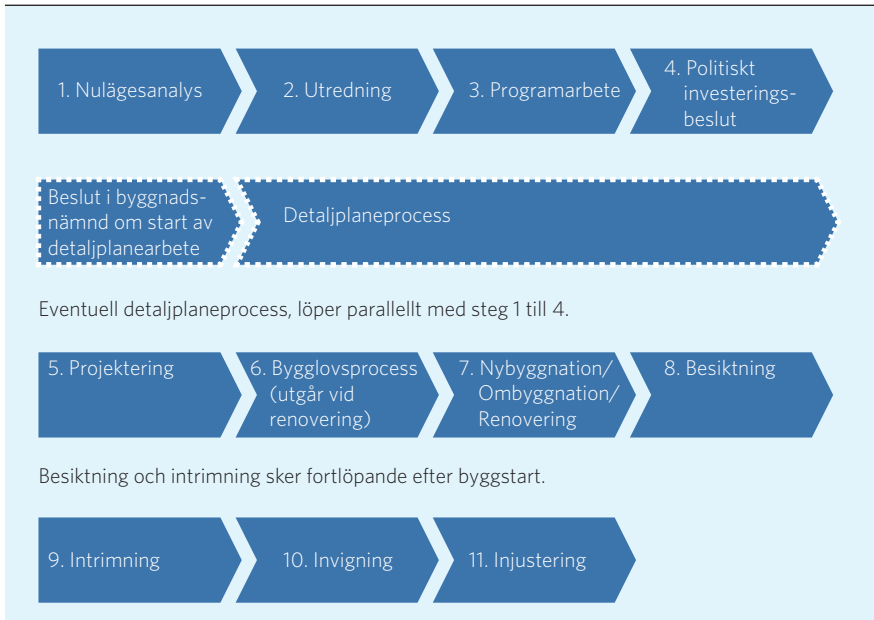 1. Nulägesanalys
2. Utredning
3. Programarbete
4. Politiskt
investerings-
beslut
Beslut i byggnads-
nämnd om start av
detaljplanearbete
Detaljplaneprocess
Eventuell detaljplaneprocess, löper parallellt med steg 1 till 4.
5. Projektering
6. Bygglovsprocess
(utgår vid
renovering)
7. Nybyggnation/
Ombyggnation/
Renovering
8. Besiktning
Besiktning och intrimning sker fortlöpande efter byggstart.
9. Intrimning
10. Invigning
11. Injustering